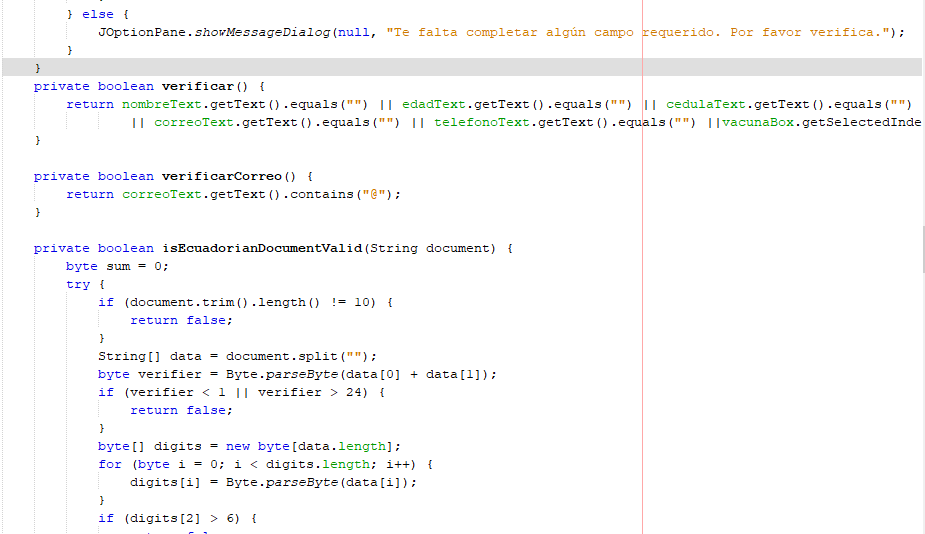 } else {
JOptionPane.showMessageDialog(null, "Te falta completar algún campo requerido. Por favor verifica.");
}
}
private boolean verificar() {
return nombreText.getText().equals("") || edadText.getText().equals("") || cedulaText.getText().equals("")
|| correoText.getText().equals("") || telefonoText.getText().equals("") ||vacunaBox.getSelectedInde
}
private boolean verificarCorreo() {
return correoText.getText().contains("@");
}
private boolean isEcuadorianDocumentValid(String document) {
byte sum = 0;
try {
if (document.trim().length() != 10) {
return false;
}
String[] data = document.split("");
byte verifier = Byte.parseByte(data[0] + data[1]);
if (verifier < 1 || verifier > 24) {
return false;
}
byte[] digits = new byte[data.length];
for (byte i = 0; i < digits.length; i++) {
digits[i] = Byte.parseByte(data[i]);
}
if (digits[2] > 6) {